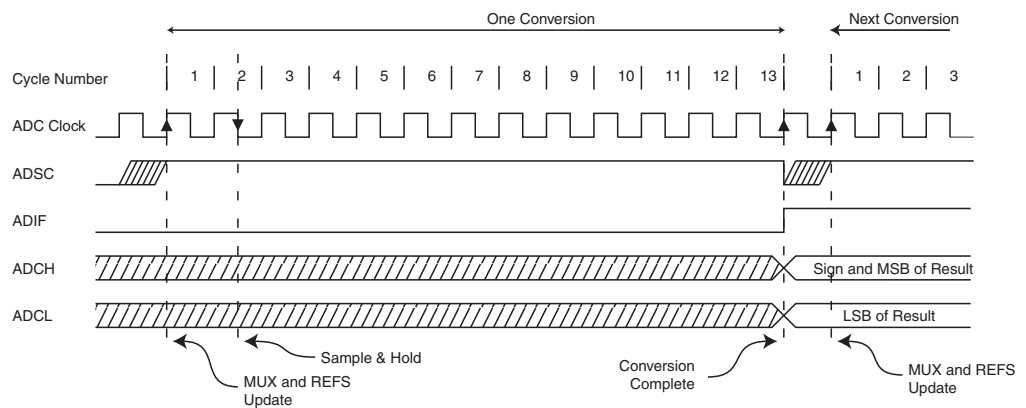 One Conversion
Next Conversion
Cycle Number
1 2 3 4 5 6 7 8 9 10 11 12 13 1 2 3
ADC Clock
ADSC
ADIF
ADCH
Sign and MSB of Result
ADCL
LSB of Result
Sample & Hold
MUX and REFS
Update
Conversion
Complete
MUX and REFS
Update